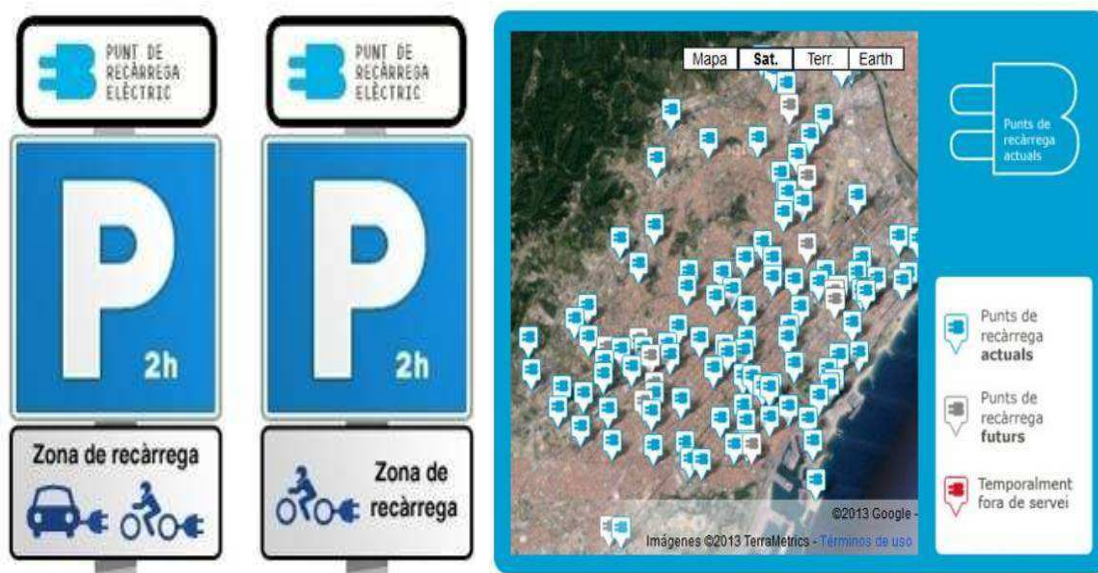 PUNT DE
RECÀRREGA
ELÈCTRIC
P
2h
Zona de recàrrega
PUNT DE
RECÀRREGA
ELÈCTRIC
P
2h
Zona de
recàrrega
Mapa Sat. Terr. Earth
©2013 Google -
Imágenes ©2013 TerraMetrics - Términos de uso
Punts de
recàrrega
actuals
Punts de
recàrrega
actuals
Punts de
recàrrega
futurs
Temporalment
fora de servei